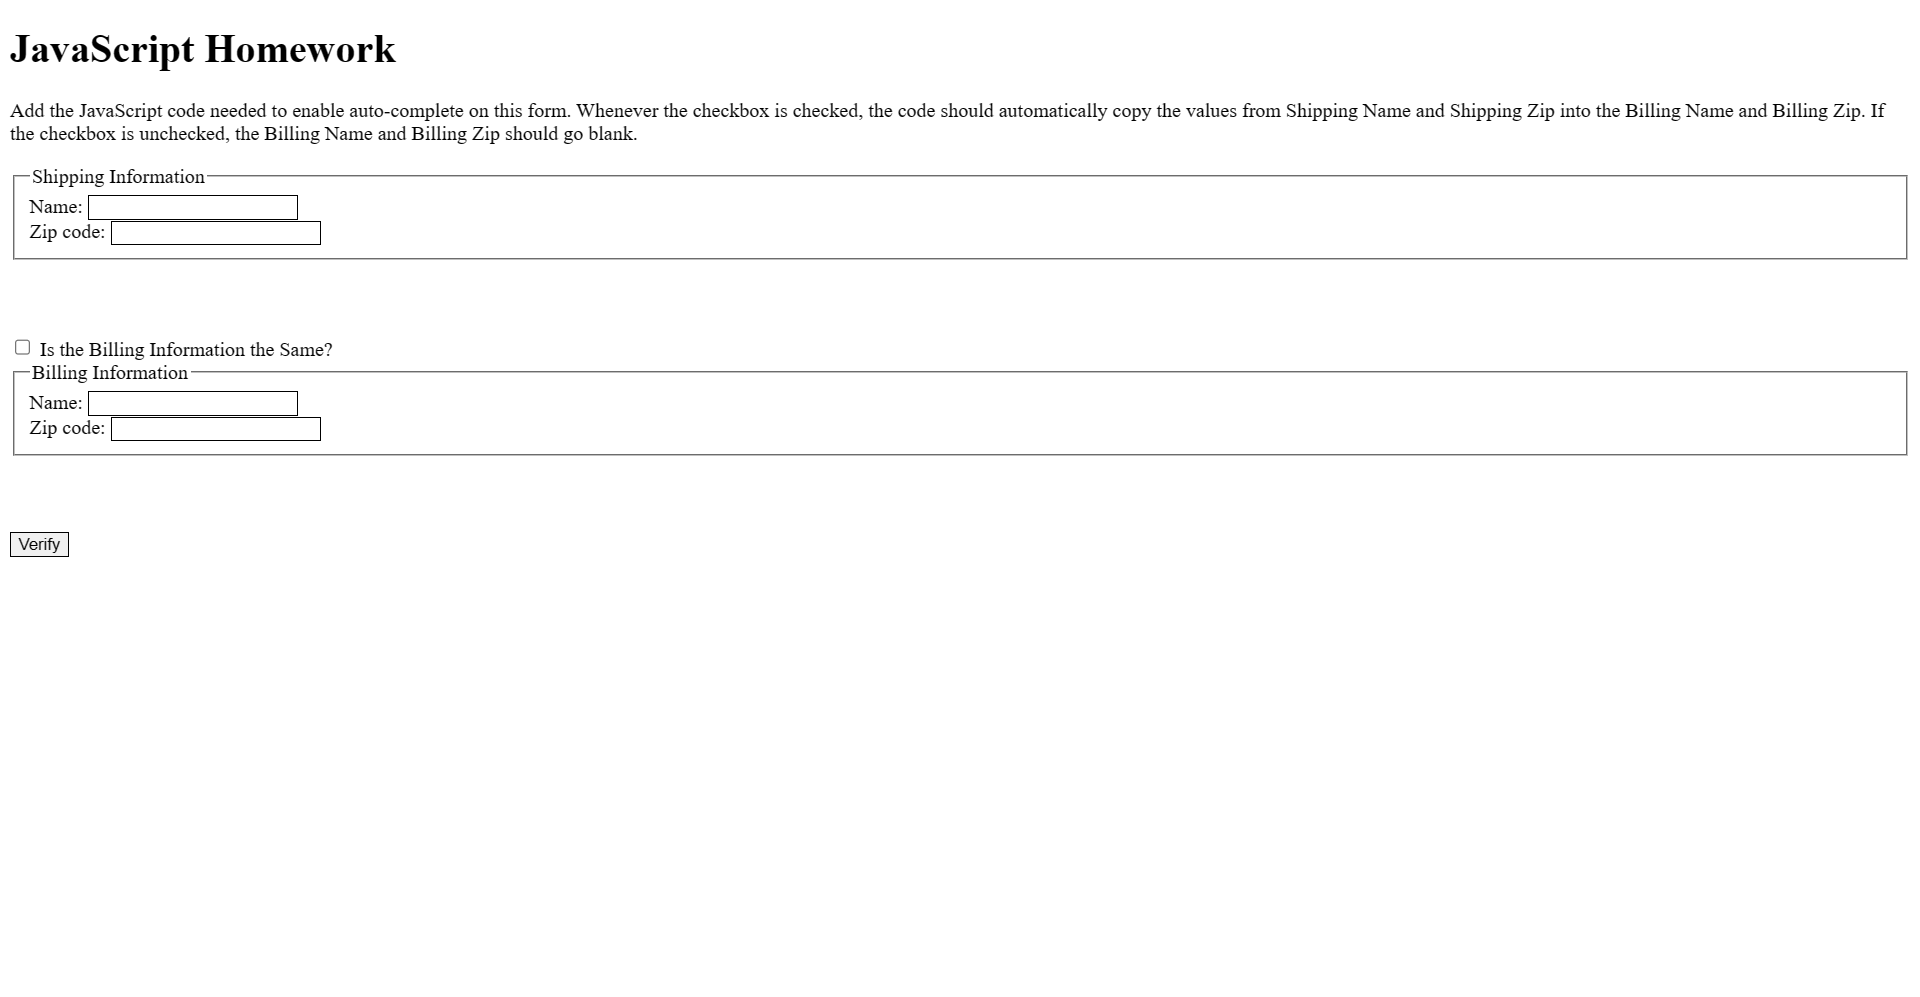 JavaScript Homework
Add the JavaScript code needed to enable auto-complete on this form. Whenever the checkbox is checked, the code should automatically copy the values from Shipping Name and Shipping Zip into the Billing Name and Billing Zip. If
the checkbox is unchecked, the Billing Name and Billing Zip should go blank.
Shipping Information
Name:
Zip code:
Is the Billing Information the Same?
Billing Information
Name:
Zip code:
Verify